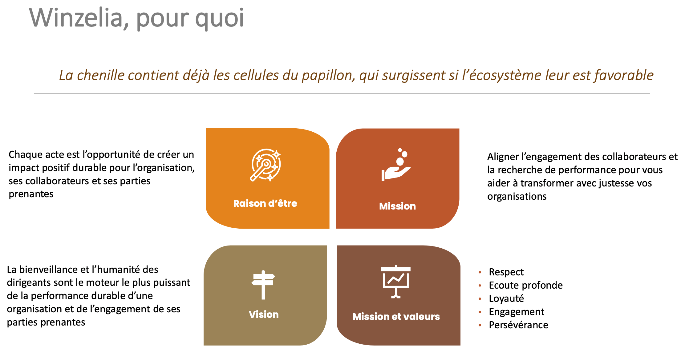 Winzelia, pour quoi
La chenille contient déjà les cellules du papillon, qui surgissent si l'écosystème leur est favorable
Chaque acte est l'opportunité de créer un
impact positif durable pour l'organisation,
ses collaborateurs et ses parties
prenantes
Raison d'être
Mission
Aligner l'engagement des collaborateurs et
la recherche de performance pour vous
aider à transformer avec justesse vos
organisations
La bienveillance et l'humanité des
dirigeants sont le moteur le plus puissant
de la performance durable d'une
organisation et de l'engagement de ses
parties prenantes
Vision
Mission et valeurs
• Respect
• Ecoute profonde
• Loyauté
• Engagement
• Persévérance